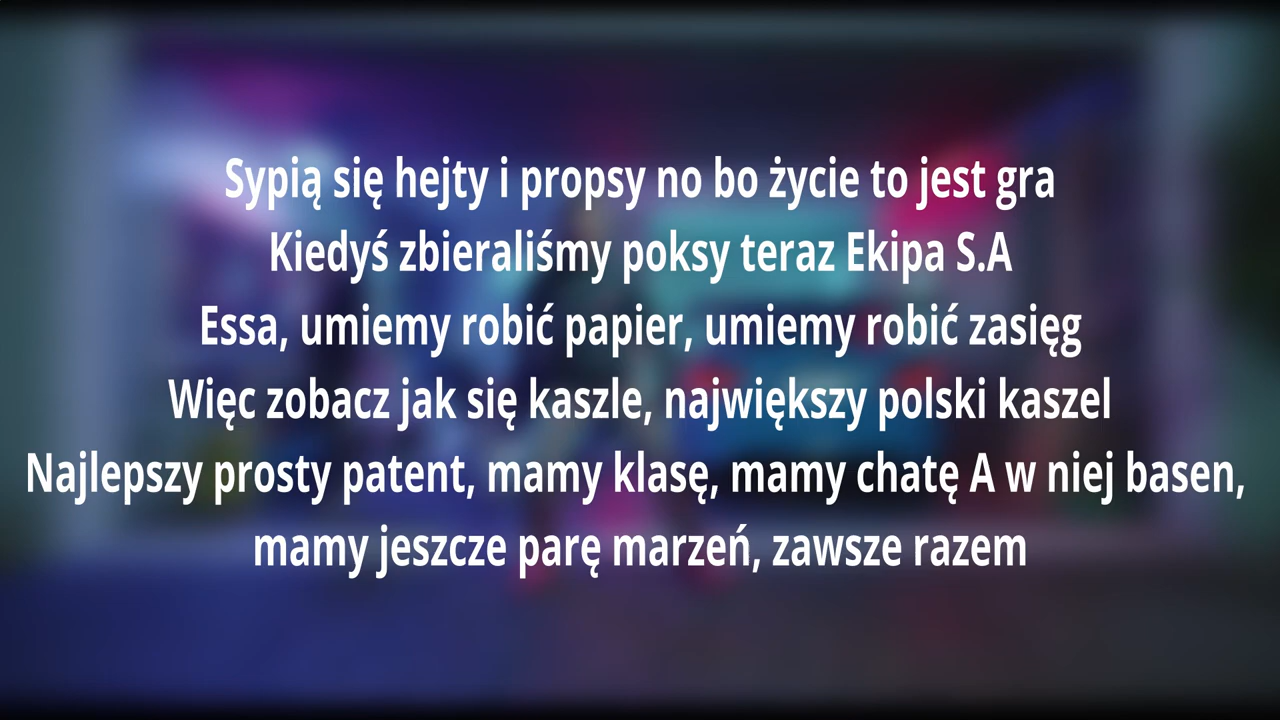 Sypią się hejty i propsy no bo życie to jest gra
Kiedyś zbieraliśmy poksy teraz Ekipa S.A
Essa, umiemy robić papier, umiemy robić zasięg
Więc zobacz jak się kaszle, największy polski kaszel
Najlepszy prosty patent, mamy klasę, mamy chatę A w niej basen,
mamy jeszcze parę marzeń, zawsze razem